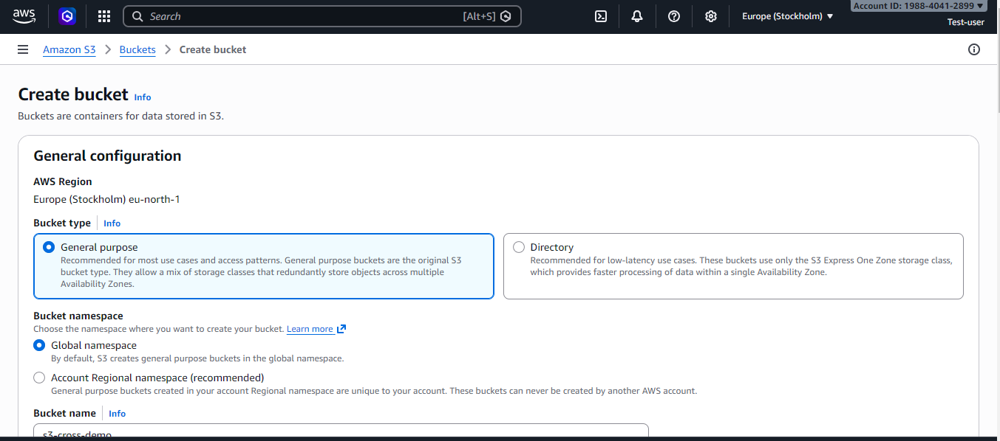 aws
Search [Alt+S]
Europe (Stockholm) ▼
Account ID: 1988-4041-2899 ▼
Test-user
Amazon S3 > Buckets > Create bucket
Create bucket Info
Buckets are containers for data stored in S3.
General configuration
AWS Region
Europe (Stockholm) eu-north-1
Bucket type Info
General purpose
Recommended for most use cases and access patterns. General purpose buckets are the original S3
bucket type. They allow a mix of storage classes that redundantly store objects across multiple
Availability Zones.
Directory
Recommended for low-latency use cases. These buckets use only the S3 Express One Zone storage class,
which provides faster processing of data within a single Availability Zone.
Bucket namespace
Choose the namespace where you want to create your bucket. Learn more
Global namespace
By default, S3 creates general purpose buckets in the global namespace.
Account Regional namespace (recommended)
General purpose buckets created in your account Regional namespace are unique to your account. These buckets can never be created by another AWS account.
Bucket name Info
s3-cross-demo